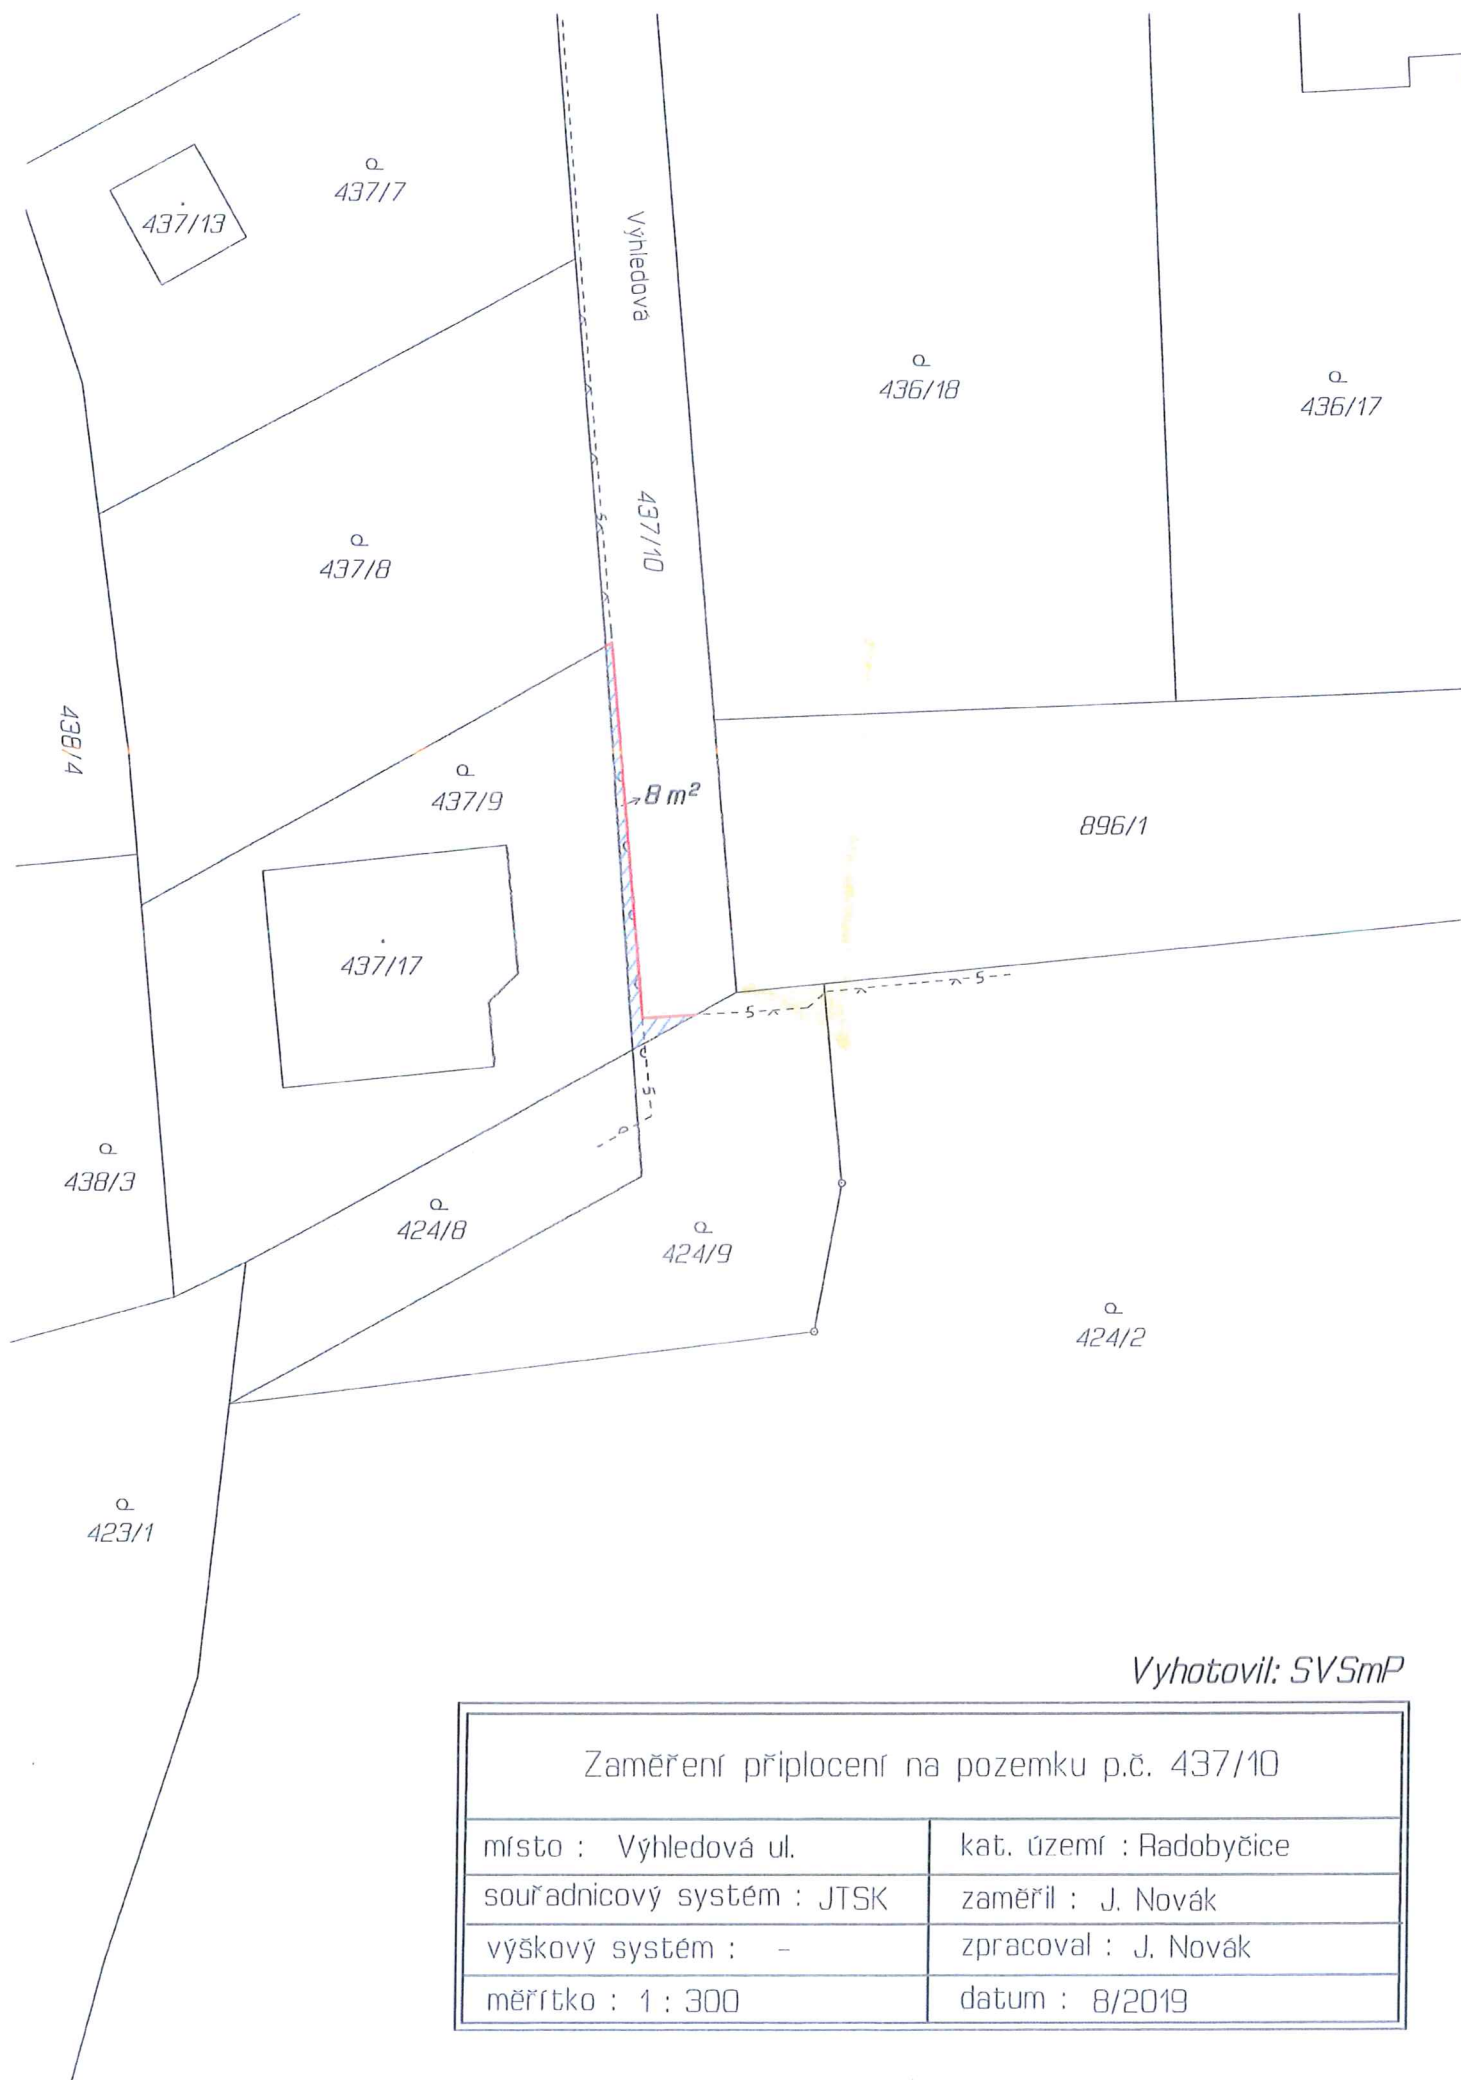 437/7
437/13
Výhledová
436/18
436/17
437/10
437/8
438/4
437/9
8 m²
896/1
437/17
438/3
424/8
424/9
424/2
423/1
Vyhotovil: SVSmP
Zaměření připlocení na pozemku p.č. 437/10
místo : Výhledová ul.
kat. území : Radobyčice
souřadnicový systém : JTSK
zaměřil : J. Novák
výškový systém : -
zpracoval : J. Novák
měřítko : 1 : 300
datum : 8/2019